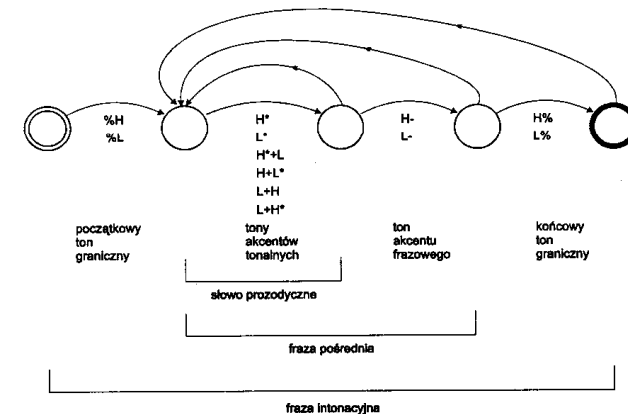 %H
%L
H*
L*
H*+L
H+L*
L+H
L+H*
H-
L-
H%
L%
początkowy
ton
graniczny
tony
akcentów
tonalnych
ton
akcentu
frazowego
końcowy
ton
graniczny
słowo prozodyczne
fraza pośrednia
fraza intonacyjna